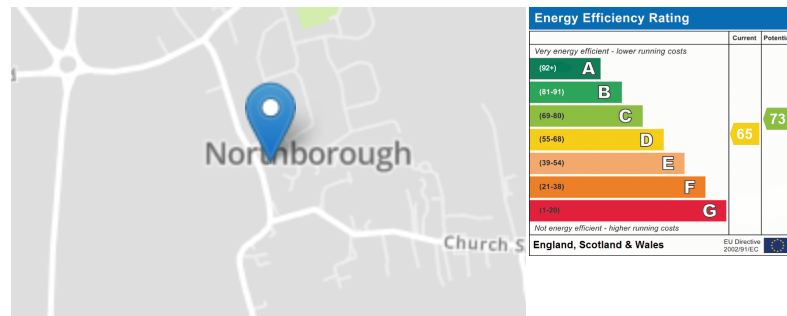 Northborough
Church S
Energy Efficiency Rating
Current Potentia
Very energy efficient - lower running costs
(92+) A
(81-91) B
(69-80) C
73
(55-68) D
65
(39-54) E
(21-38) F
(1-20) G
Not energy efficient - higher running costs
England, Scotland & Wales
EU Directive
2002/91/EC